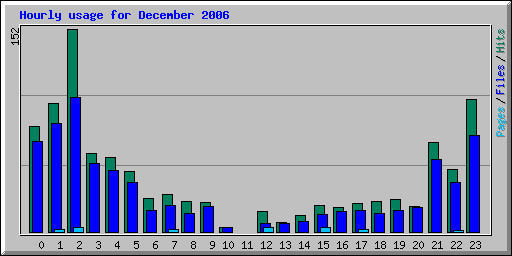 Hourly usage for December 2006
152
Pages / Files / Hits
0 1 2 3 4 5 6 7 8 9 10 11 12 13 14 15 16 17 18 19 20 21 22 23